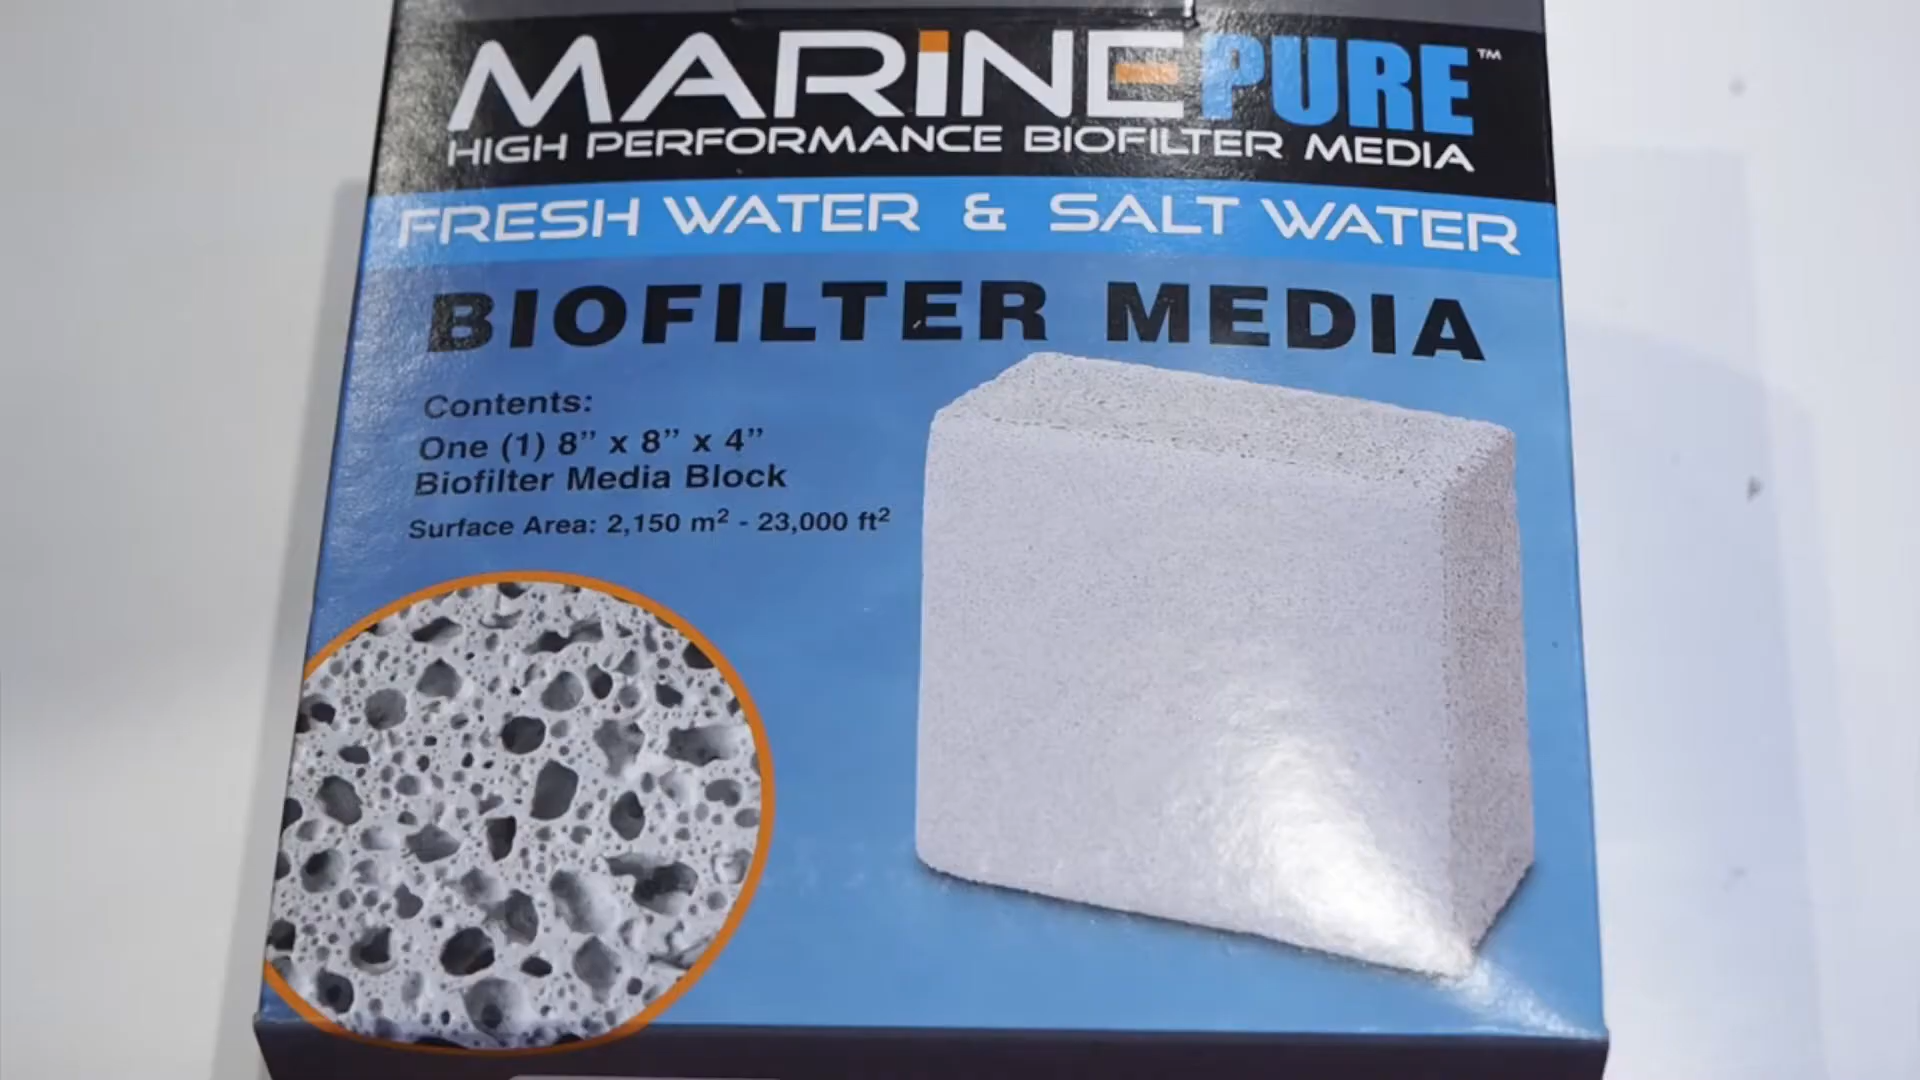 MARiNEPURE™
HIGH PERFORMANCE BIOFILTER MEDIA
FRESH WATER & SALT WATER
BIOFILTER MEDIA
Contents:
One (1) 8” x 8” x 4”
Biofilter Media Block
Surface Area: 2,150 m² - 23,000 ft²